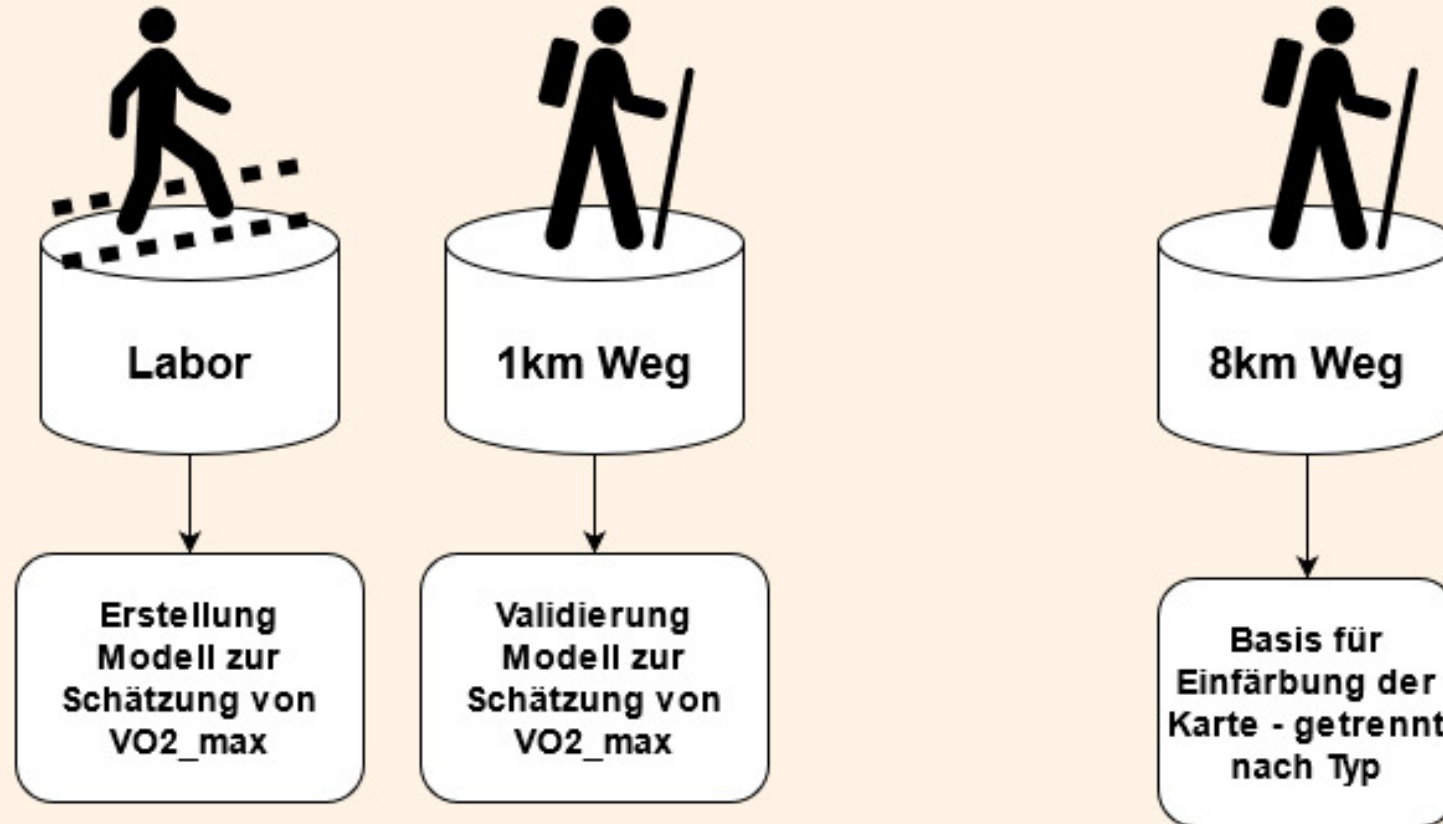 Labor
1km Weg
8km Weg
Erstellung
Modell zur
Schätzung von
VO2_max
Validierung
Modell zur
Schätzung von
VO2_max
Basis für
Einfärbung der
Karte - getrennt
nach Typ